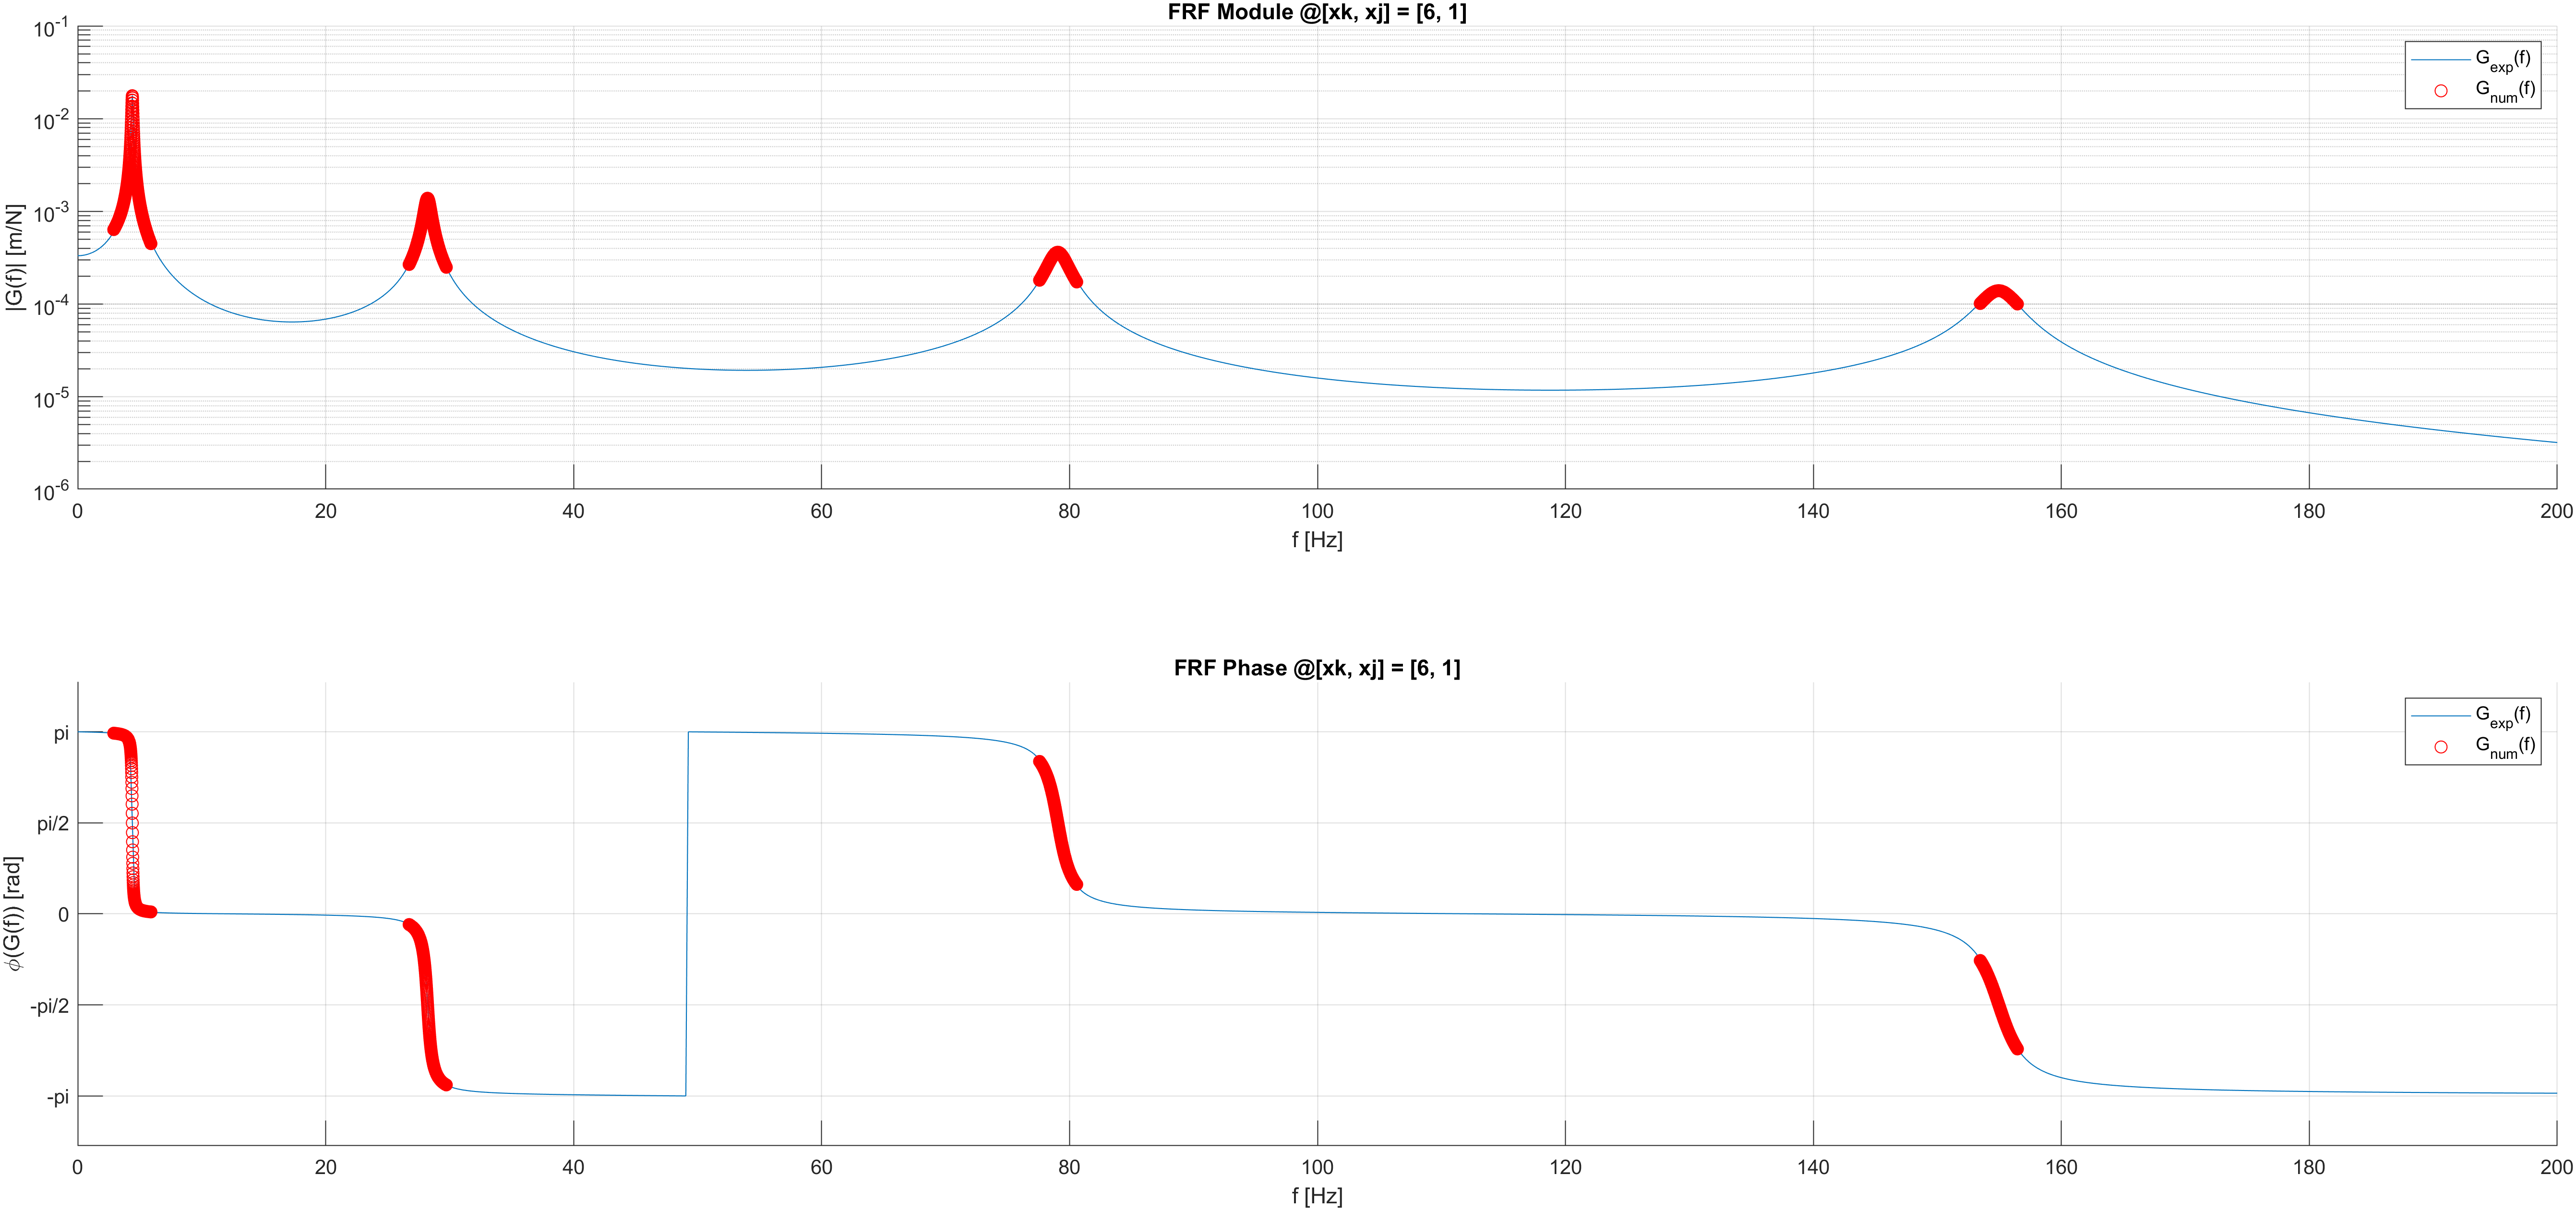 FRF Module @[xk, xj] = [6, 1]
10^-1
10^-2
10^-3
10^-4
10^-5
10^-6
|G(f)| [m/N]
G_exp(f)
G_num(f)
0 20 40 60 80 100 120 140 160 180 200
f [Hz]
FRF Phase @[xk, xj] = [6, 1]
pi
pi/2
0
-pi/2
-pi
ϕ(G(f)) [rad]
G_exp(f)
G_num(f)
0 20 40 60 80 100 120 140 160 180 200
f [Hz]